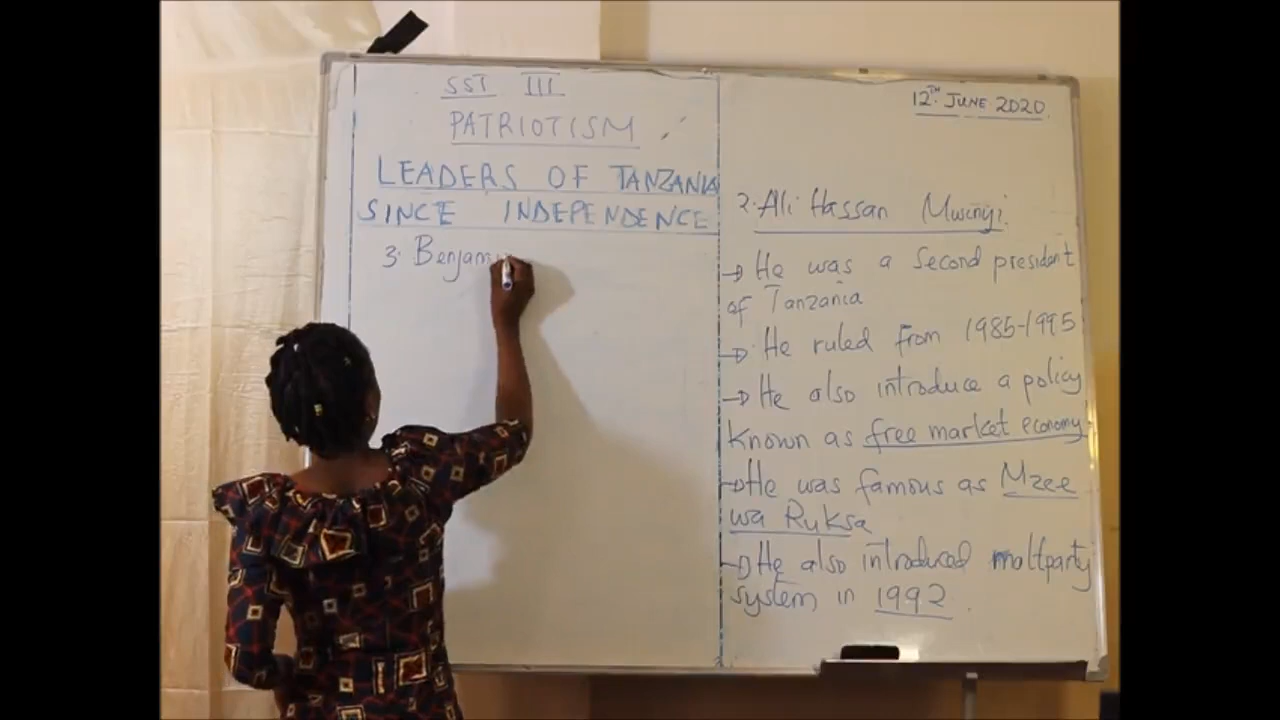 SST III
PATRIOTISM
LEADERS OF TANZANIA
SINCE INDEPENDENCE
3. Benjam
12TH JUNE 2020.
2. Ali Hassan Mwinyi.
→ He was a second president
of Tanzania
→ He ruled from 1985-1995
→ He also introduce a policy
known as free market economy
→ He was famous as Mzee
wa Ruksa
→ He also introduced moltparty
system in 1992.